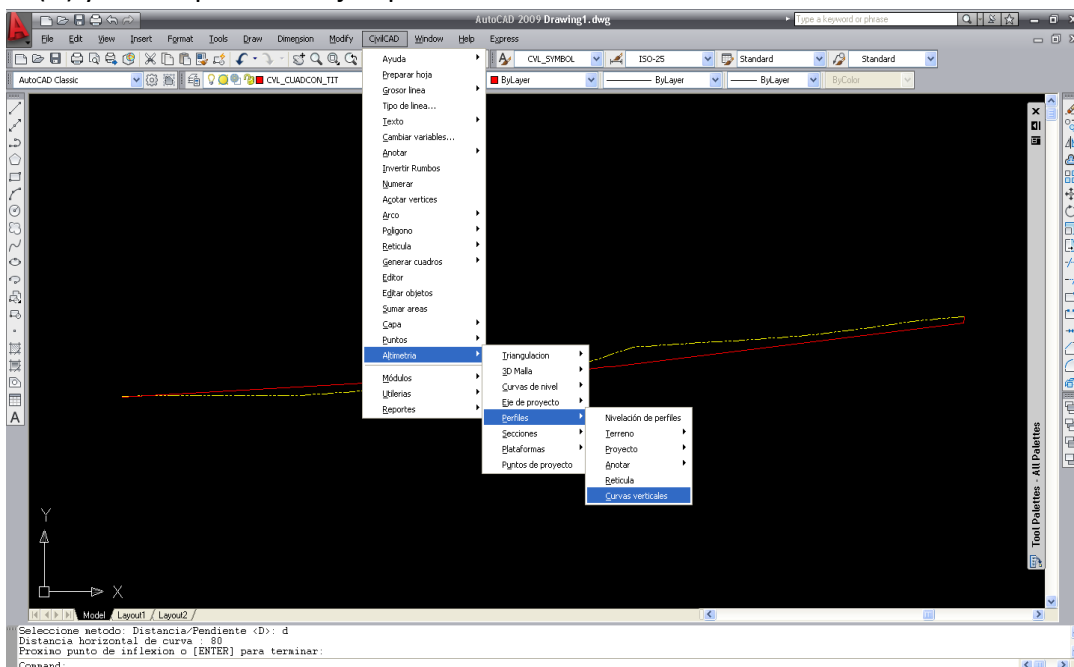 AutoCAD 2009 Drawing1.dwg
Type a keyword or phrase
File Edit View Insert Format Tools Draw Dimension Modify CivilCAD Window Help Express
CVL_SYMBOL ISO-25 Standard Standard
AutoCAD Classic CVL_CUADCON_TIT ByLayer ByLayer ByLayer ByColor
Ayuda
Preparar hoja
Grosor linea
Tipo de linea...
Texto
Cambiar variables...
Anotar
Invertir Rumbos
Numerar
Acotar vertices
Arco
Poligono
Reticula
Generar cuadros
Editor
Editar objetos
Sumar areas
Capa
Puntos
Altimetria
Módulos
Utilerias
Reportes
Triangulacion
3D Malla
Curvas de nivel
Eje de proyecto
Perfiles
Secciones
Plataformas
Puntos de proyecto
Nivelación de perfiles
Terreno
Proyecto
Anotar
Reticula
Curvas verticales
Tool Palettes - All Palettes
Y
X
Model Layout1 Layout2
Seleccione metodo: Distancia/Pendiente <D>: d
Distancia horizontal de curva : 80
Proximo punto de inflexion o [ENTER] para terminar:
Command: